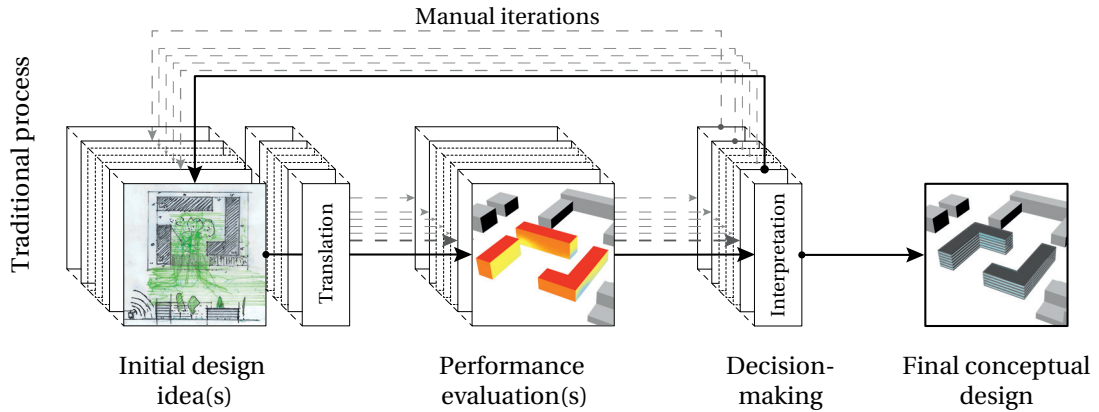 Manual iterations
Traditional process
Translation
Interpretation
Initial design
idea(s)
Performance
evaluation(s)
Decision-
making
Final conceptual
design